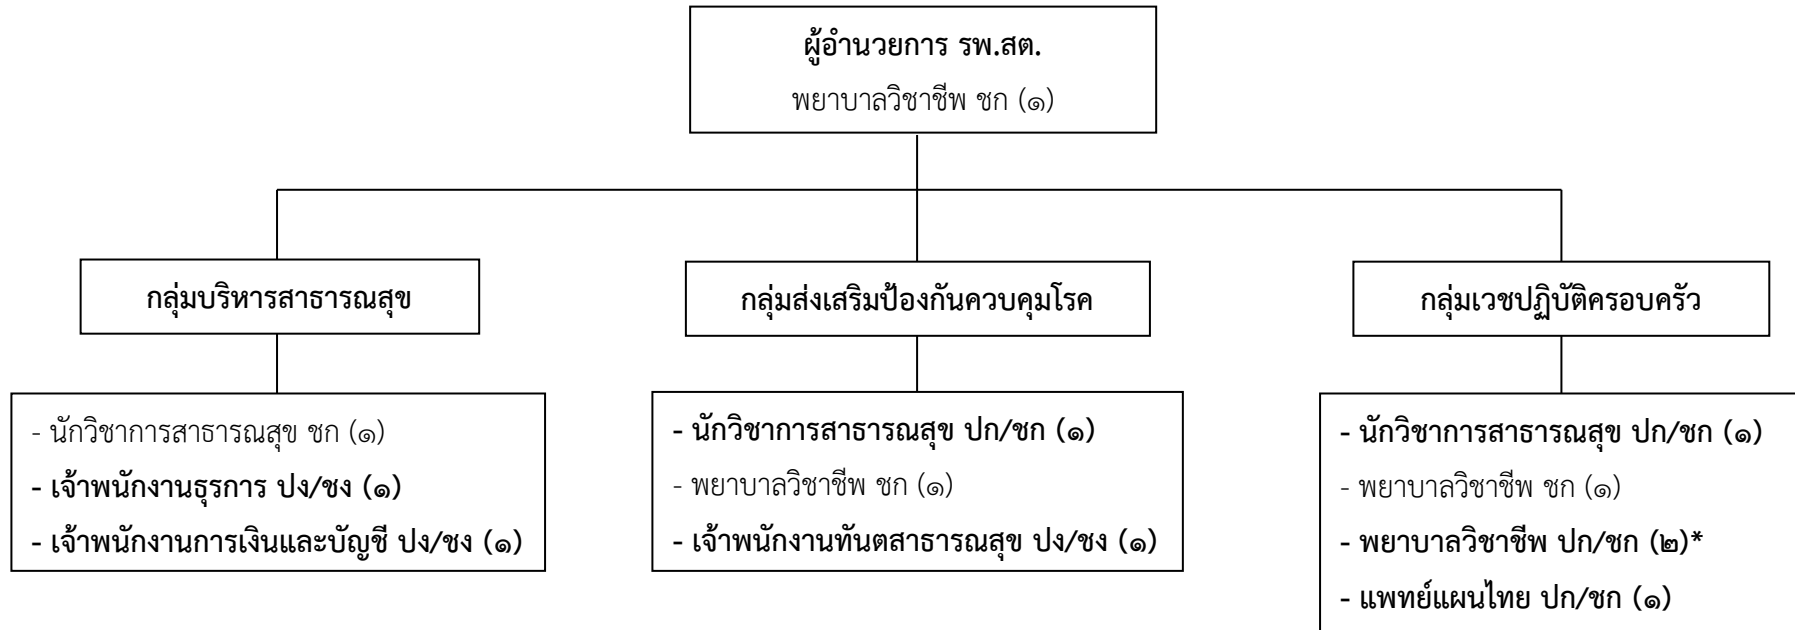 ผู้อำนวยการ รพ.สต.
พยาบาลวิชาชีพ ชก (๑)
กลุ่มบริหารสาธารณสุข
- นักวิชาการสาธารณสุข ชก (๑)
- เจ้าพนักงานธุรการ ปง/ชง (๑)
- เจ้าพนักงานการเงินและบัญชี ปง/ชง (๑)
กลุ่มส่งเสริมป้องกันควบคุมโรค
- นักวิชาการสาธารณสุข ปก/ชก (๑)
- พยาบาลวิชาชีพ ชก (๑)
- เจ้าพนักงานทันตสาธารณสุข ปง/ชง (๑)
กลุ่มเวชปฏิบัติครอบครัว
- นักวิชาการสาธารณสุข ปก/ชก (๑)
- พยาบาลวิชาชีพ ชก (๑)
- พยาบาลวิชาชีพ ปก/ชก (๒)*
- แพทย์แผนไทย ปก/ชก (๑)